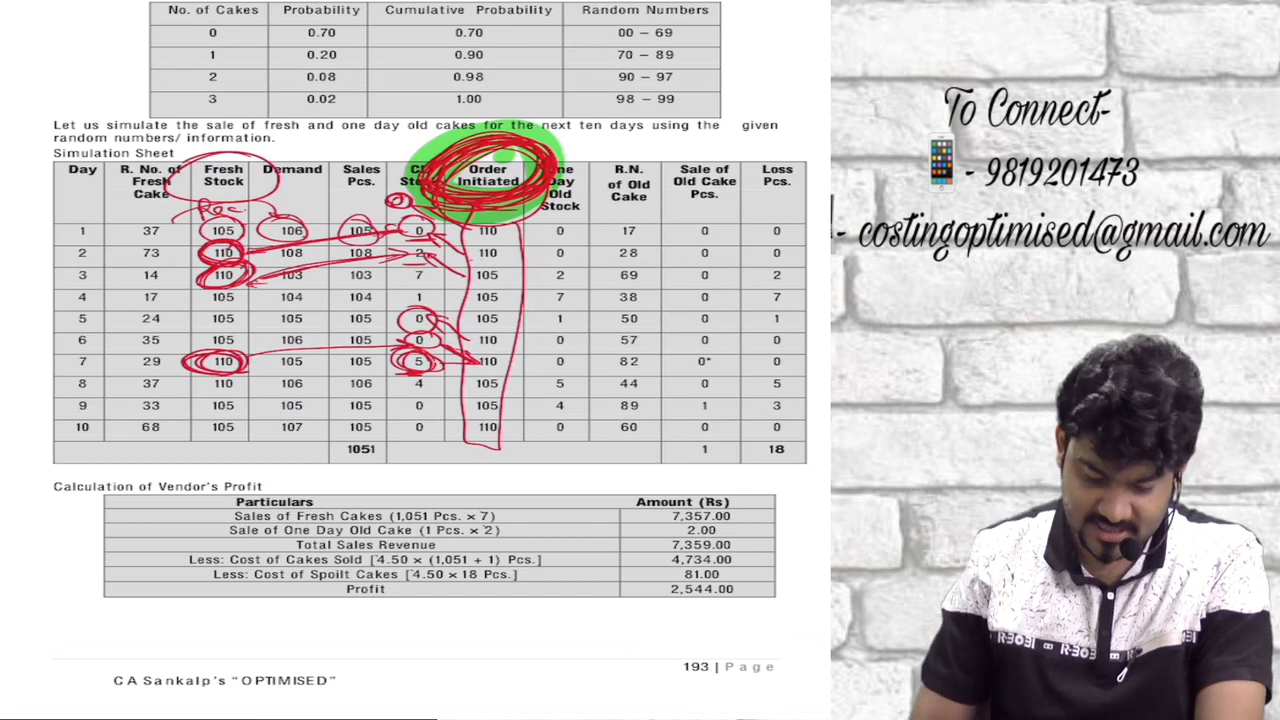 No. of Cakes Probability Cumulative Probability Random Numbers
0 0.70 0.70 00 – 69
1 0.20 0.90 70 – 89
2 0.08 0.98 90 – 97
3 0.02 1.00 98 – 99
Let us simulate the sale of fresh and one day old cakes for the next ten days using the given
random numbers/ information.
Simulation Sheet
Day R. No. of Fresh Cake Fresh Stock Demand Sales Pcs. Order Initiated Day Old Stock R.N. of Old Cake Sale of Old Cake Pcs. Loss Pcs.
1 37 105 106 105 0 110 0 17 0 0
2 73 110 108 108 2 110 0 28 0 0
3 14 110 103 103 7 105 2 69 0 2
4 17 105 104 104 1 105 7 38 0 7
5 24 105 105 105 0 105 1 50 0 1
6 35 105 105 105 0 110 0 57 0 0
7 29 110 105 105 5 110 0 82 0* 0
8 37 110 106 106 4 105 5 44 0 5
9 33 105 105 105 0 105 4 89 1 3
10 68 105 107 105 0 110 0 60 0 0
1051 1 18
Calculation of Vendor's Profit
Particulars Amount (Rs)
Sales of Fresh Cakes (1,051 Pcs. x 7) 7,357.00
Sale of One Day Old Cake (1 Pcs. x 2) 2.00
Total Sales Revenue 7,359.00
Less: Cost of Cakes Sold [4.50 × (1,051 + 1) Pcs.] 4,734.00
Less: Cost of Spoilt Cakes [4.50 × 18 Pcs.] 81.00
Profit 2,544.00
193 | Page
CA Sankalp's "OPTIMISED"
To Connect-
- 9819201473
- costingoptimised@gmail.com